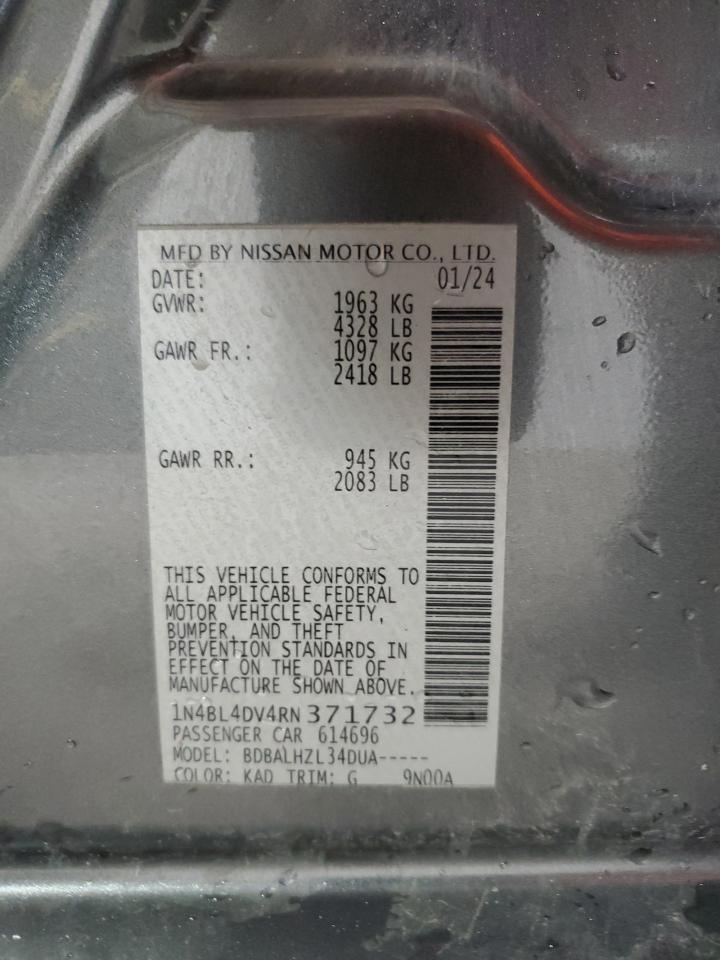 MFD BY NISSAN MOTOR CO., LTD.
DATE: 01/24
GVWR: 1963 KG
4328 LB
GAWR FR.: 1097 KG
2418 LB
GAWR RR.: 945 KG
2083 LB
THIS VEHICLE CONFORMS TO
ALL APPLICABLE FEDERAL
MOTOR VEHICLE SAFETY,
BUMPER, AND THEFT
PREVENTION STANDARDS IN
EFFECT ON THE DATE OF
MANUFACTURE SHOWN ABOVE.
1N4BL4DV4RN371732
PASSENGER CAR 614696
MODEL: BDBALHZL34DUA-----
COLOR: KAD TRIM: G 9N00A